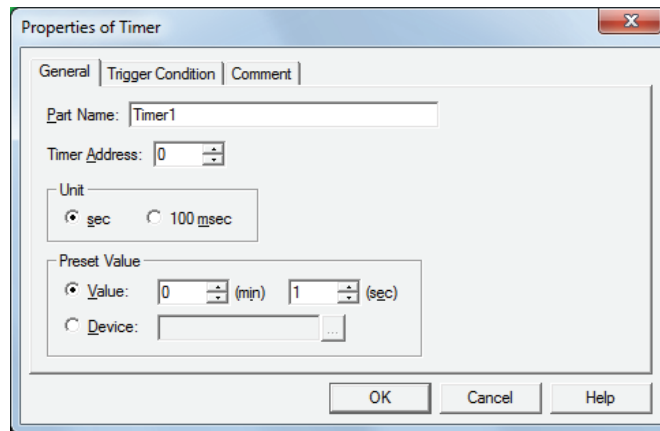 Properties of Timer
General Trigger Condition Comment
Part Name: Timer1
Timer Address: 0
Unit
sec 100 msec
Preset Value
Value: 0 (min) 1 (sec)
Device: ...
OK Cancel Help